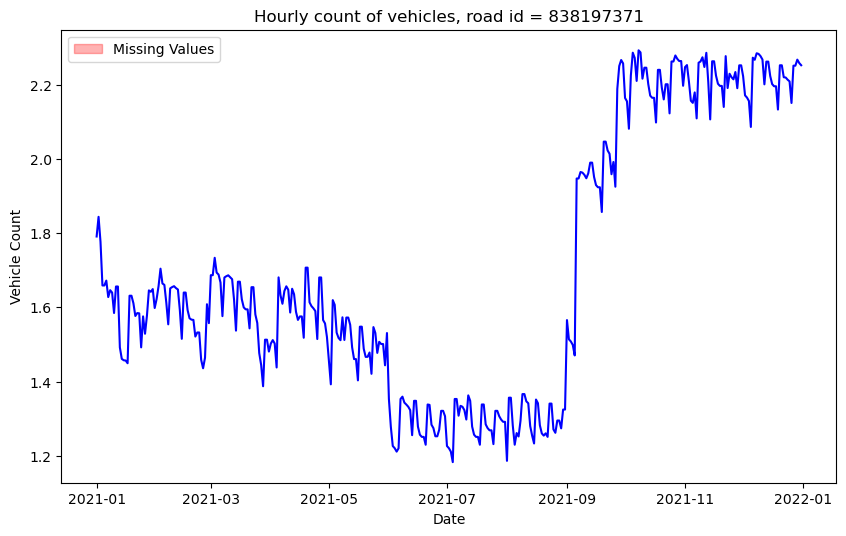 Hourly count of vehicles, road id = 838197371
Missing Values
Vehicle Count
2.2
2.0
1.8
1.6
1.4
1.2
2021-01 2021-03 2021-05 2021-07 2021-09 2021-11 2022-01
Date